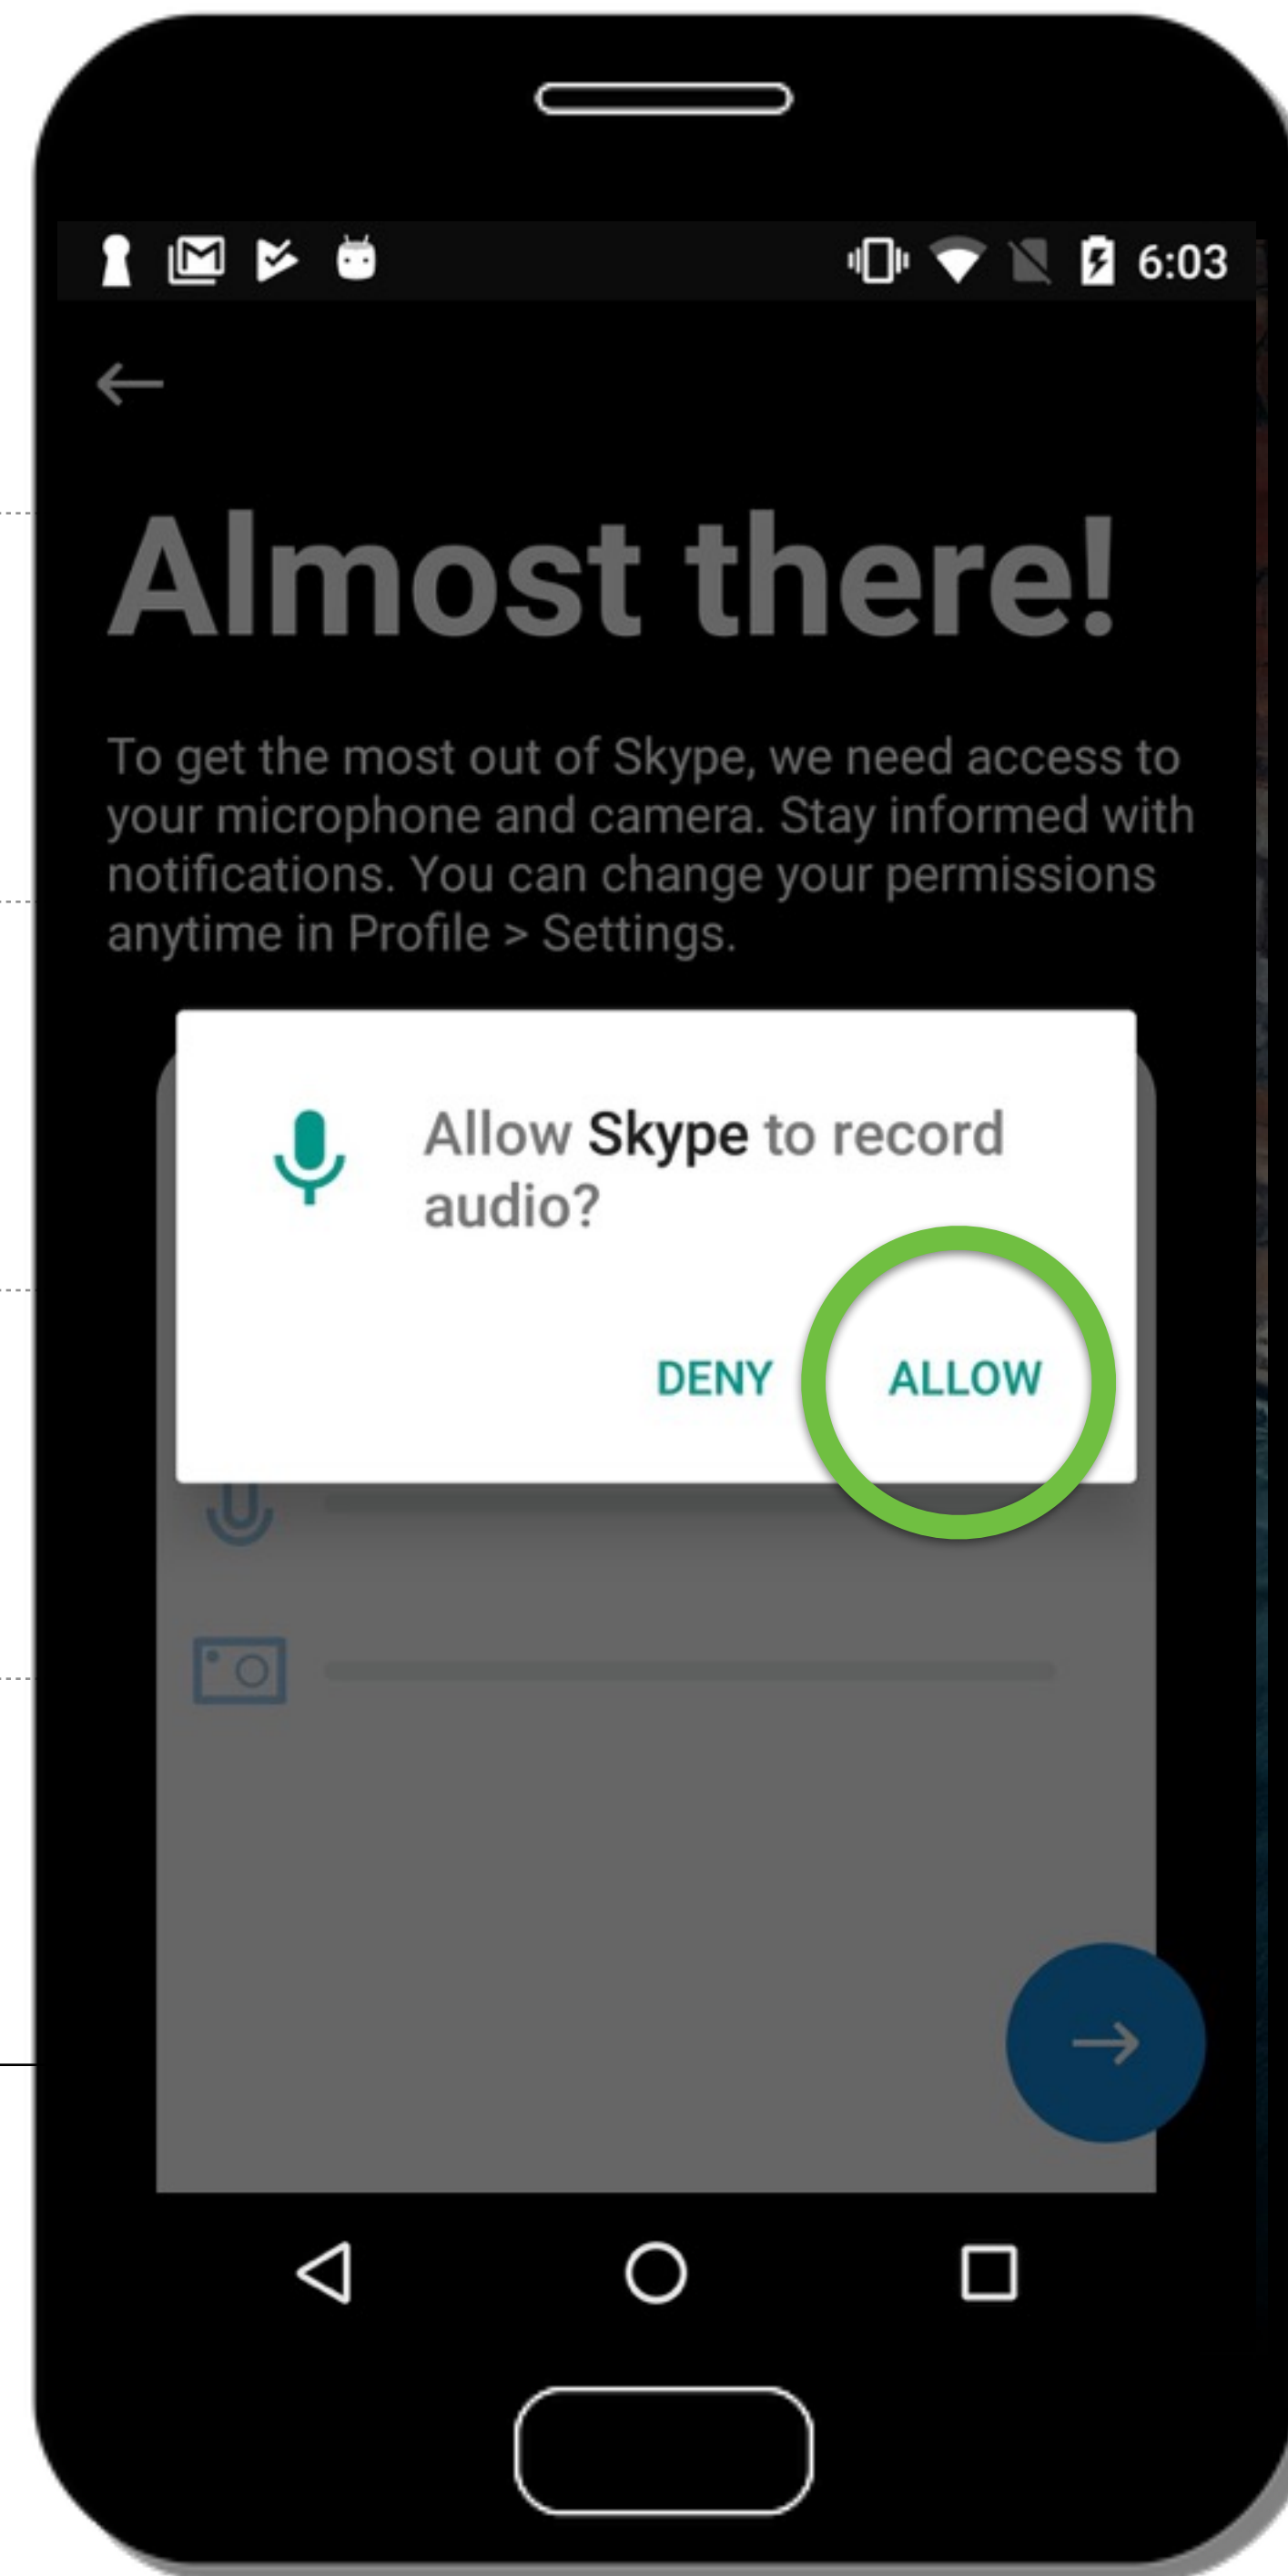 6:03
Almost there!
To get the most out of Skype, we need access to
your microphone and camera. Stay informed with
notifications. You can change your permissions
anytime in Profile > Settings.
Allow Skype to record
audio?
DENY ALLOW